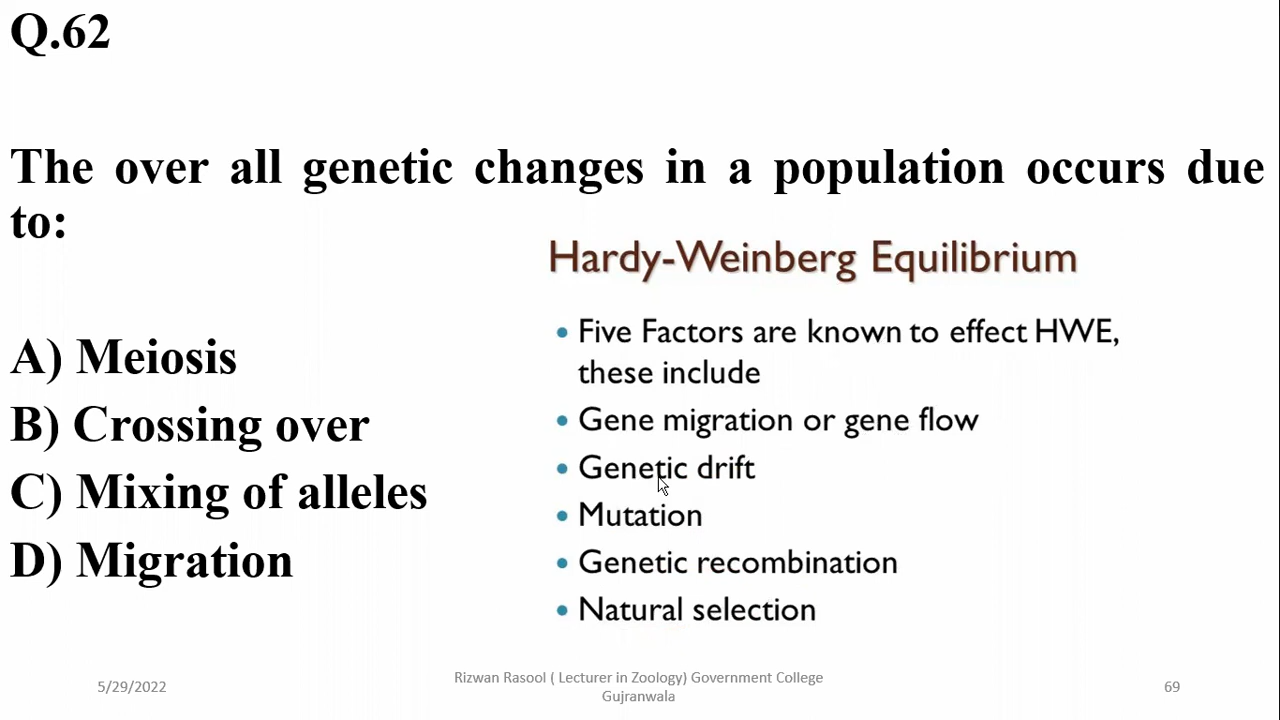 Q.62
The over all genetic changes in a population occurs due
to:
A) Meiosis
B) Crossing over
C) Mixing of alleles
D) Migration
Hardy-Weinberg Equilibrium
• Five Factors are known to effect HWE,
these include
• Gene migration or gene flow
• Genetic drift
• Mutation
• Genetic recombination
• Natural selection
5/29/2022
Rizwan Rasool ( Lecturer in Zoology) Government College
Gujranwala
69